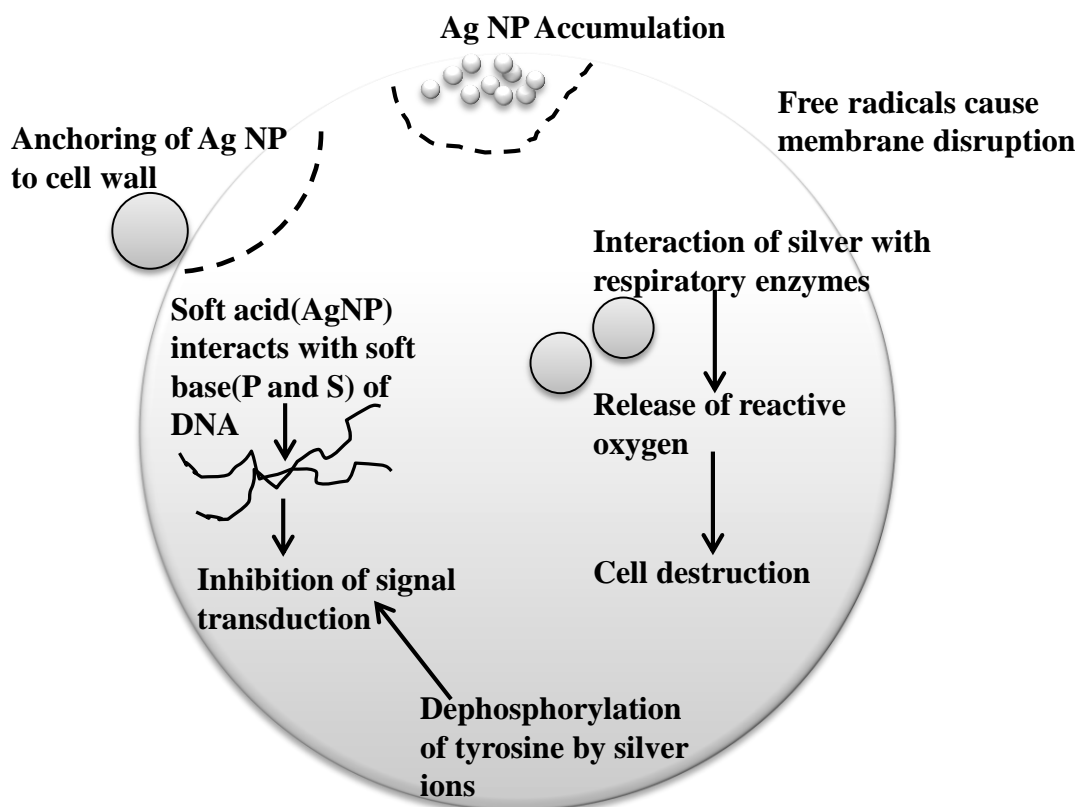 Ag NP Accumulation
Free radicals cause
membrane disruption
Anchoring of Ag NP
to cell wall
Interaction of silver with
respiratory enzymes
Soft acid(AgNP)
interacts with soft
base(P and S) of
DNA
Release of reactive
oxygen
Inhibition of signal
transduction
Cell destruction
Dephosphorylation
of tyrosine by silver
ions